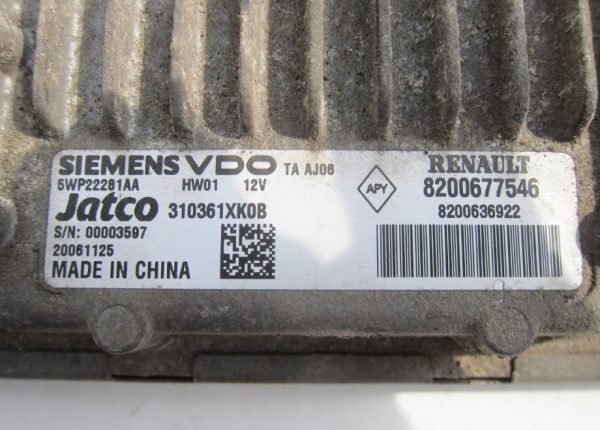 SIEMENS VDO TA AJ06
5WP22281AA HW01 12V
Jatco 310361XK0B
S/N: 00003597
20061125
MADE IN CHINA
APY
RENAULT
8200677546
8200636922